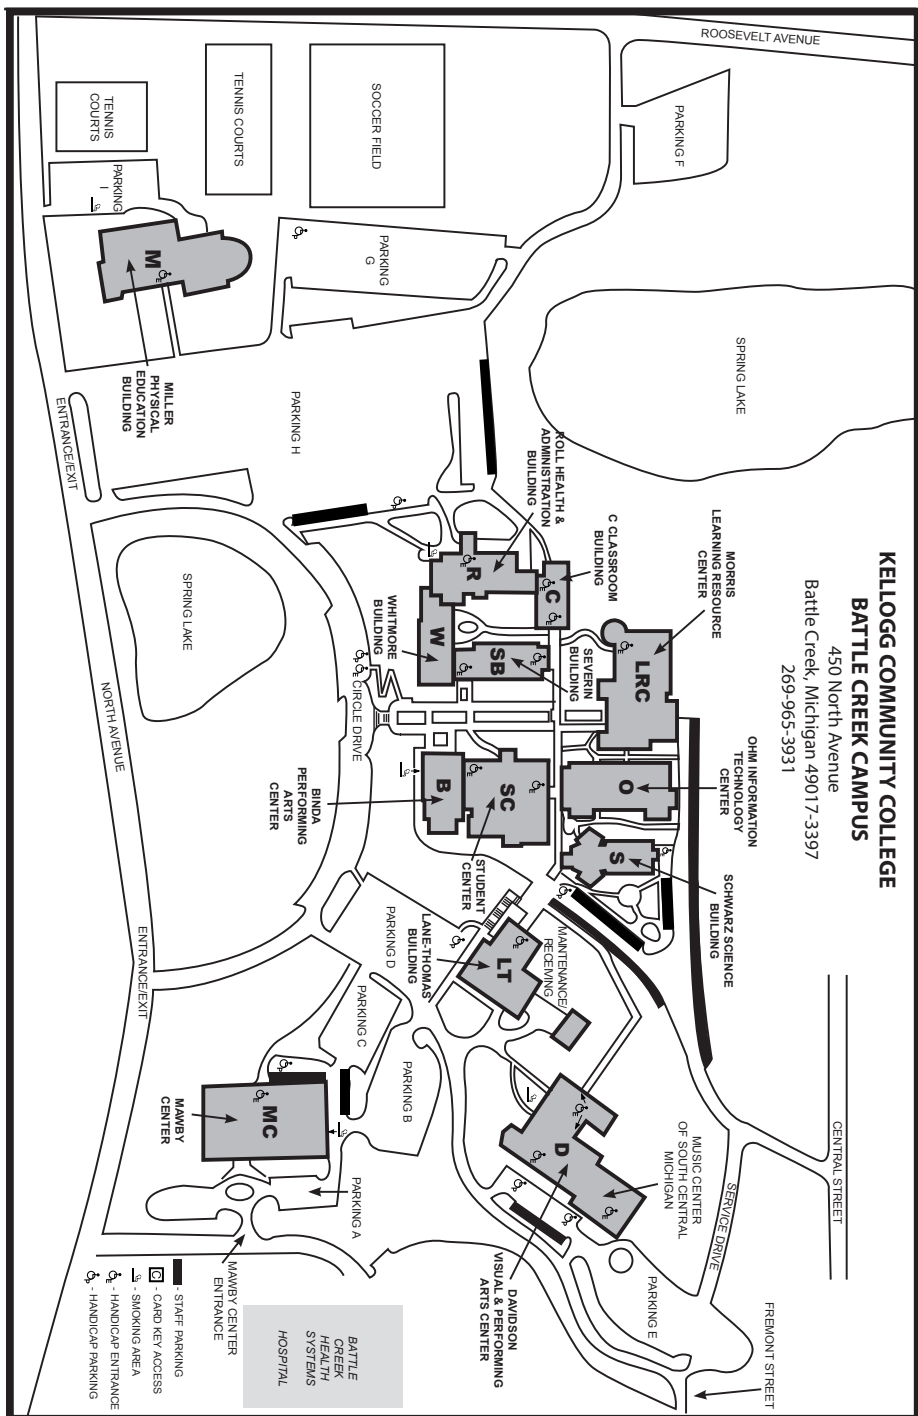 KELLOGG COMMUNITY COLLEGE
BATTLE CREEK CAMPUS
450 North Avenue
Battle Creek, Michigan 49017-3397
269-965-3931
ROOSEVELT AVENUE
PARKING F
SPRING LAKE
SOCCER FIELD
TENNIS COURTS
TENNIS
COURTS
PARKING
I
PARKING
G
M
MILLER
PHYSICAL
EDUCATION
BUILDING
PARKING H
ENTRANCE/EXIT
ROLL HEALTH &
ADMINISTRATION
BUILDING
C CLASSROOM
BUILDING
MORRIS
LEARNING RESOURCE
CENTER
R
C
LRC
W
SB
WHITMORE
BUILDING
SEVERIN
BUILDING
SPRING LAKE
NORTH AVENUE
CIRCLE DRIVE
OHM INFORMATION
TECHNOLOGY
CENTER
O
SC
B
BINDA
PERFORMING
ARTS
CENTER
S
SCHWARZ SCIENCE
BUILDING
STUDENT
CENTER
LANE-THOMAS
BUILDING
LT
MAINTENANCE/
RECEIVING
PARKING D
ENTRANCE/EXIT
PARKING C
PARKING B
MC
MAWBY
CENTER
PARKING A
MAWBY CENTER
ENTRANCE
D
MUSIC CENTER
OF SOUTH CENTRAL
MICHIGAN
DAVIDSON
VISUAL & PERFORMING
ARTS CENTER
CENTRAL STREET
SERVICE DRIVE
PARKING E
FREMONT STREET
BATTLE
CREEK
HEALTH
SYSTEMS
HOSPITAL
- STAFF PARKING
C - CARD KEY ACCESS
- SMOKING AREA
- HANDICAP ENTRANCE
- HANDICAP PARKING